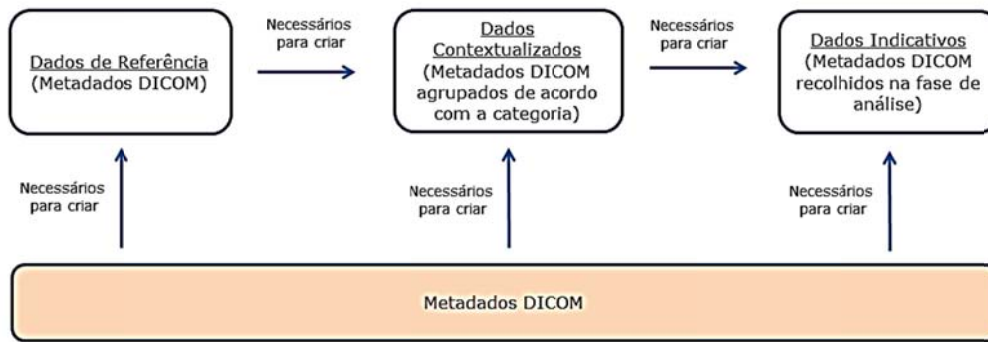 Dados de Referência
(Metadados DICOM)
Necessários
para criar
Dados
Contextualizados
(Metadados DICOM
agrupados de acordo
com a categoria)
Necessários
para criar
Dados Indicativos
(Metadados DICOM
recolhidos na fase de
análise)
Necessários
para criar
Necessários
para criar
Necessários
para criar
Metadados DICOM